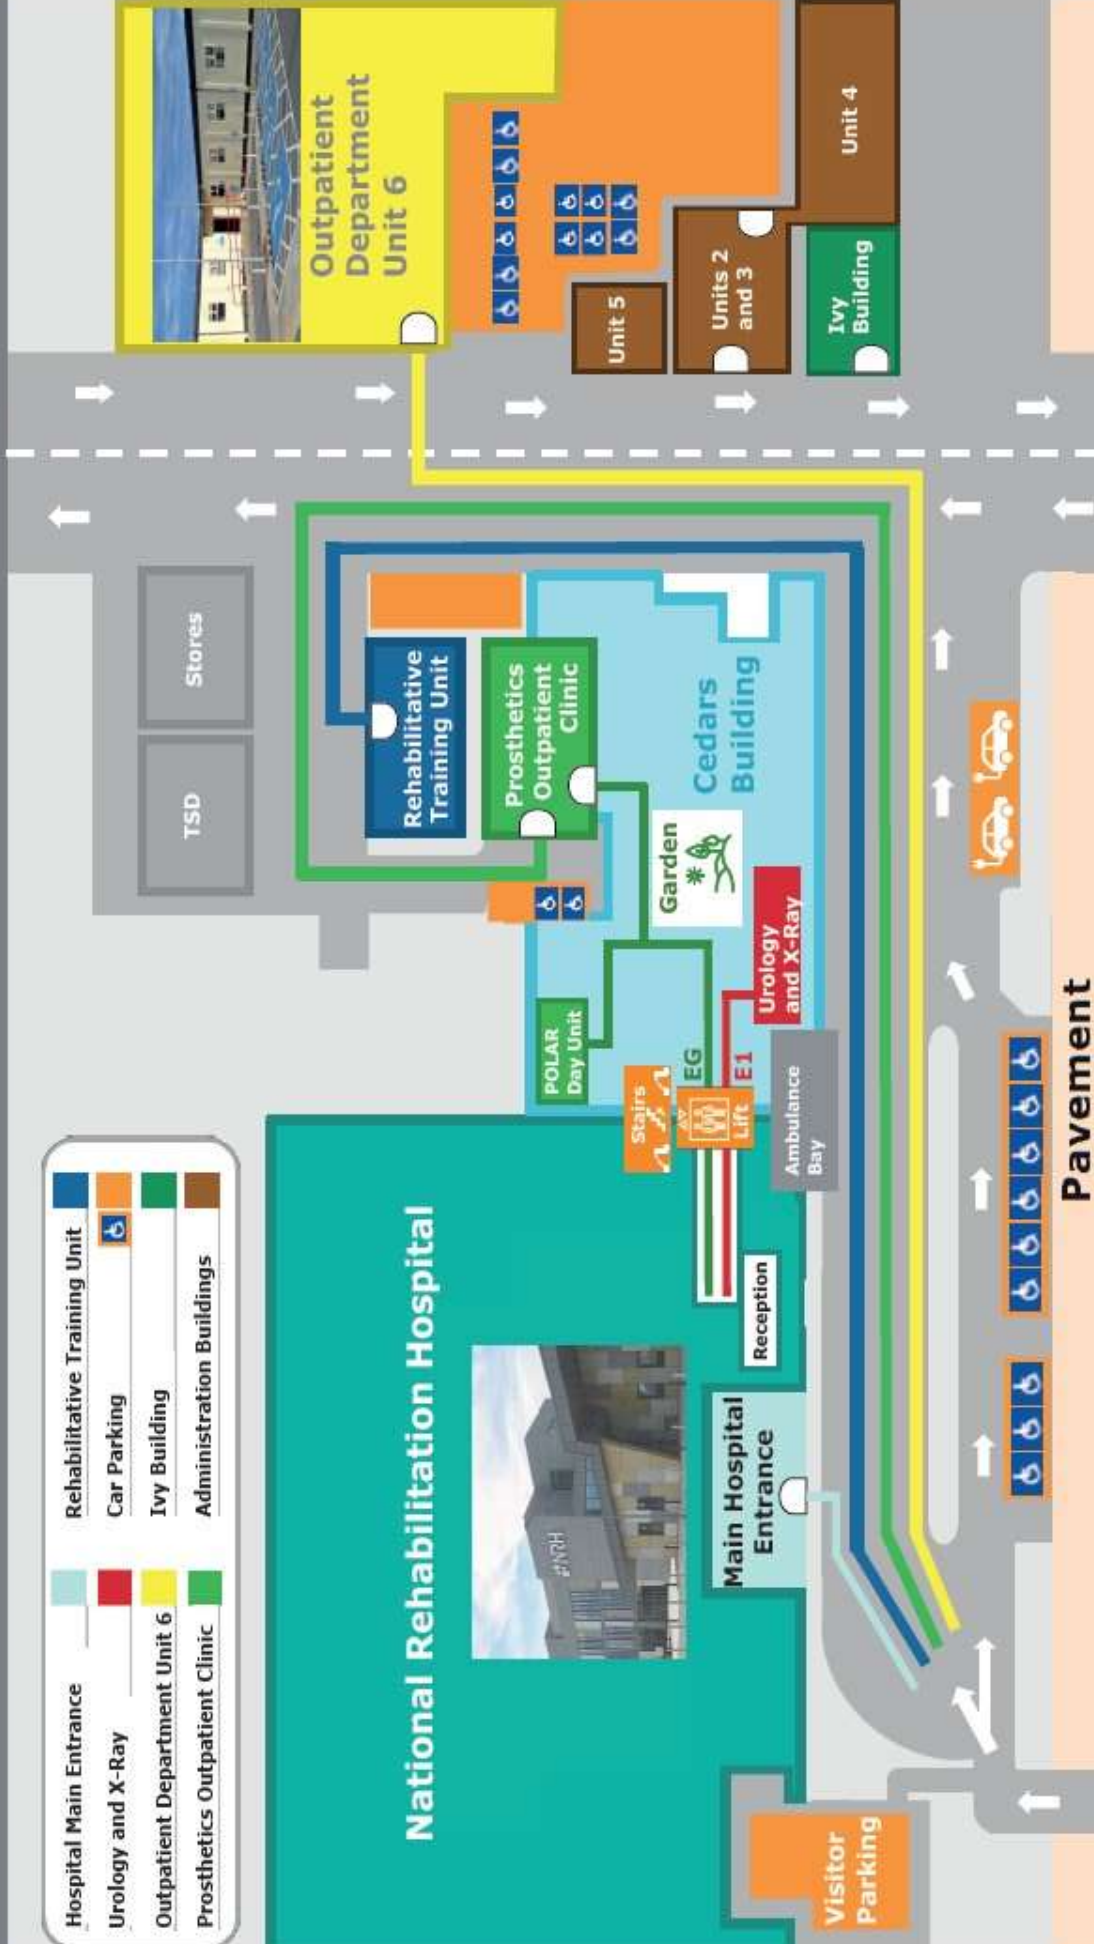 Hospital Main Entrance
Urology and X-Ray
Outpatient Department Unit 6
Prosthetics Outpatient Clinic
Rehabilitative Training Unit
Car Parking
Ivy Building
Administration Buildings
National Rehabilitation Hospital
NRH
Main Hospital
Entrance
Reception
Visitor
Parking
Stairs
Lift
EG
E1
Ambulance
Bay
POLAR
Day Unit
Urology
and X-Ray
Garden
Cedars
Building
Prosthetics
Outpatient
Clinic
Rehabilitative
Training Unit
TSD
Stores
Outpatient
Department
Unit 6
Unit 5
Units 2
and 3
Unit 4
Ivy
Building
Pavement